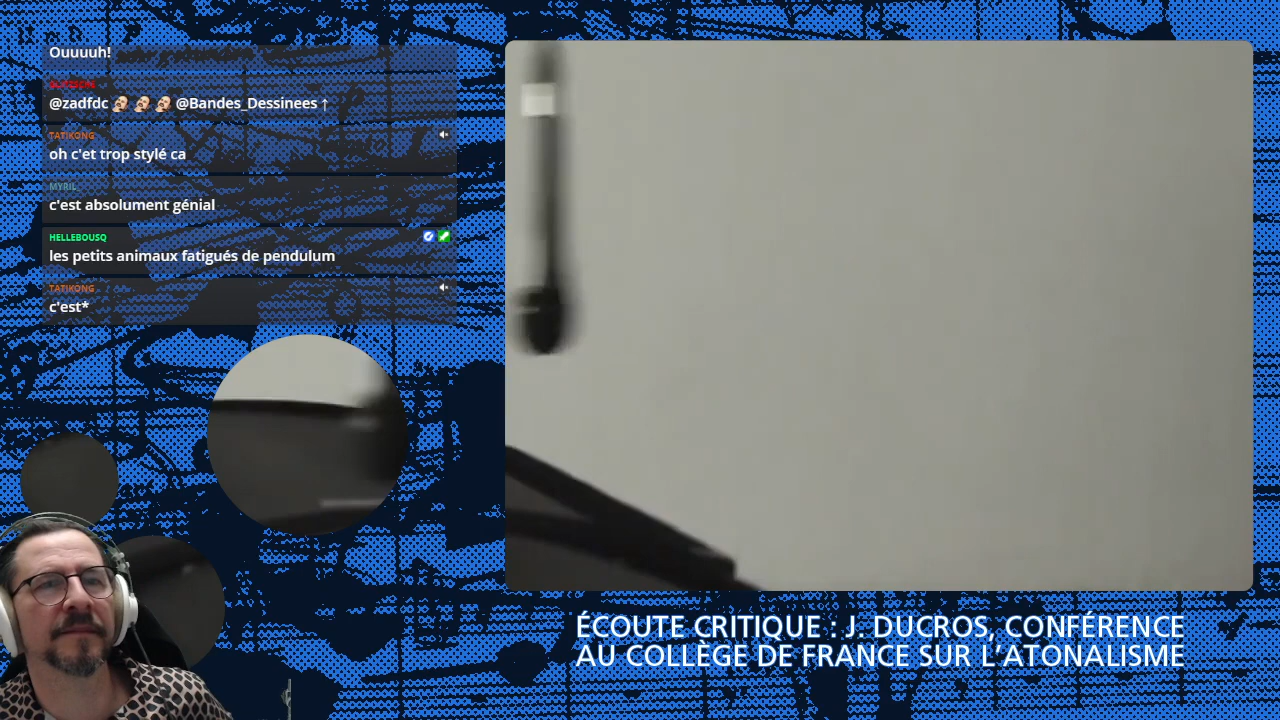 Ouuuuh!
@zadfdc @Bandes_Dessinees ↑
TATIKONG
oh c'et trop stylé ca
MYRIL
c'est absolument génial
HELLEBOUSQ
les petits animaux fatigués de pendulum
TATIKONG
c'est*
ÉCOUTE CRITIQUE : J. DUCROS, CONFÉRENCE
AU COLLÈGE DE FRANCE SUR L'ATONALISME